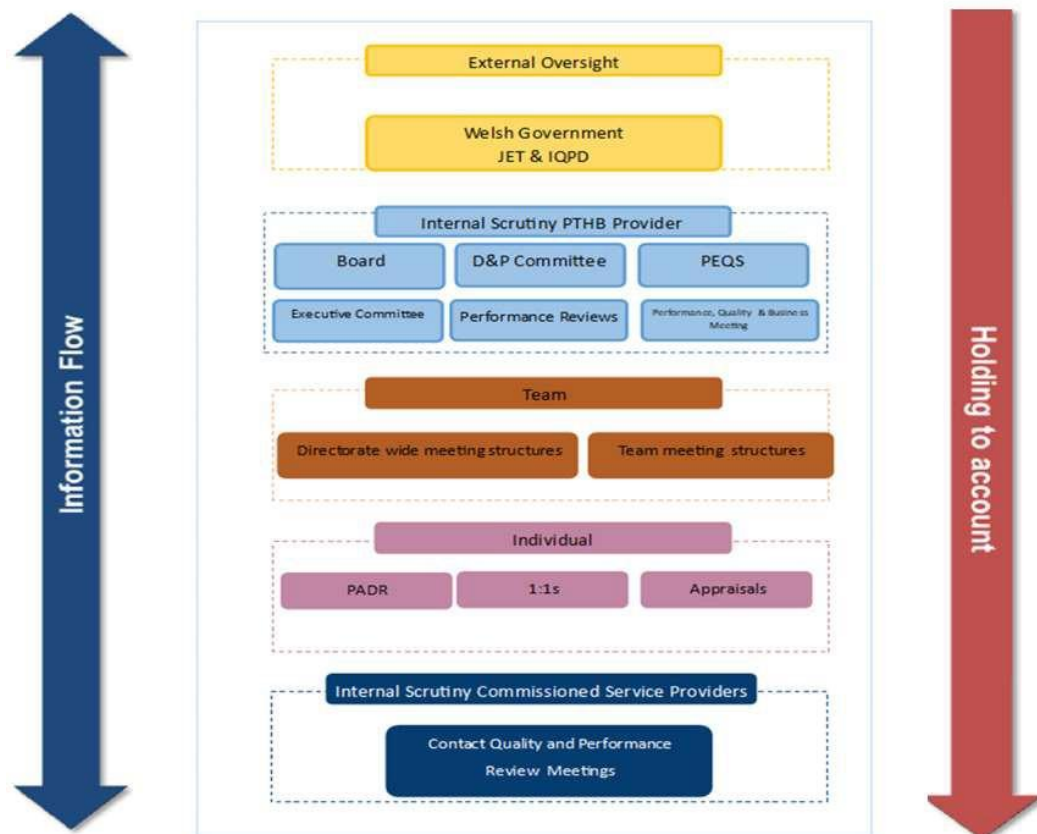 Information Flow
External Oversight
Welsh Government
JET & IQPD
Internal Scrutiny PTHB Provider
Board
D&P Committee
PEQS
Executive Committee
Performance Reviews
Performance, Quality & Business
Meeting
Team
Directorate wide meeting structures
Team meeting structures
Individual
PADR
1:1s
Appraisals
Internal Scrutiny Commissioned Service Providers
Contact Quality and Performance
Review Meetings
Holding to account